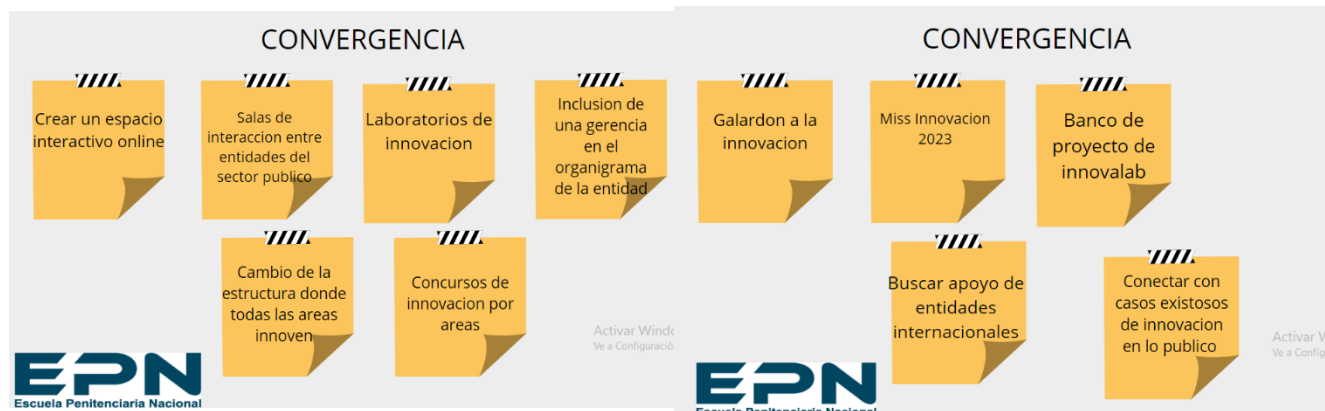 CONVERGENCIA
Crear un espacio
interactivo online
Salas de
interaccion entre
entidades del
sector publico
Laboratorios de
innovacion
Inclusion de
una gerencia
en el
organigrama
de la entidad
Cambio de la
estructura donde
todas las areas
innoven
Concursos de
innovacion por
areas
Activar Windo
Ve a Configuració
EPN
Escuela Penitenciaria Nacional
CONVERGENCIA
Galardon a la
innovacion
Miss Innovacion
2023
Banco de
proyecto de
innovalab
Buscar apoyo de
entidades
internacionales
Conectar con
casos existosos
de innovacion
en lo publico
Activar W
Ve a Config
EPN
Escuela Penitenciaria Nacional